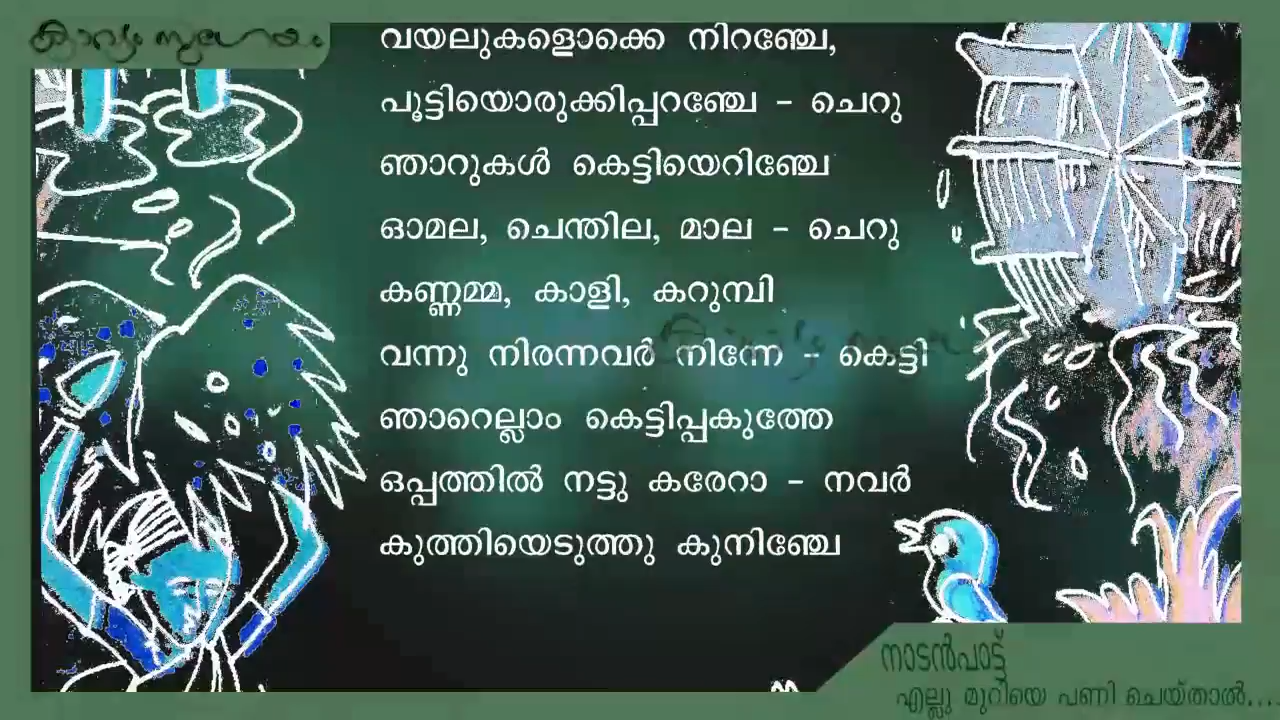 കാവ്യം സുഗേയം
വയലുകളൊക്കെ നിറഞ്ചേ,
പൂട്ടിയൊരുക്കിപ്പറഞ്ചേ - ചെറു
ഞാറുകൾ കെട്ടിയെറിഞ്ചേ
ഓമല, ചെന്തില, മാല - ചെറു
കണ്ണമ്മ, കാളി, കറുമ്പി
വന്നു നിരന്നവർ നിന്നേ - കെട്ടി
ഞാറെല്ലാം കെട്ടിപ്പകുത്തേ
ഒപ്പത്തിൽ നട്ടു കരേറാ - നവർ
കുത്തിയെടുത്തു കുനിഞ്ചേ
നാടൻപാട്ട്
എല്ലു മുറിയെ പണി ചെയ്താൽ....